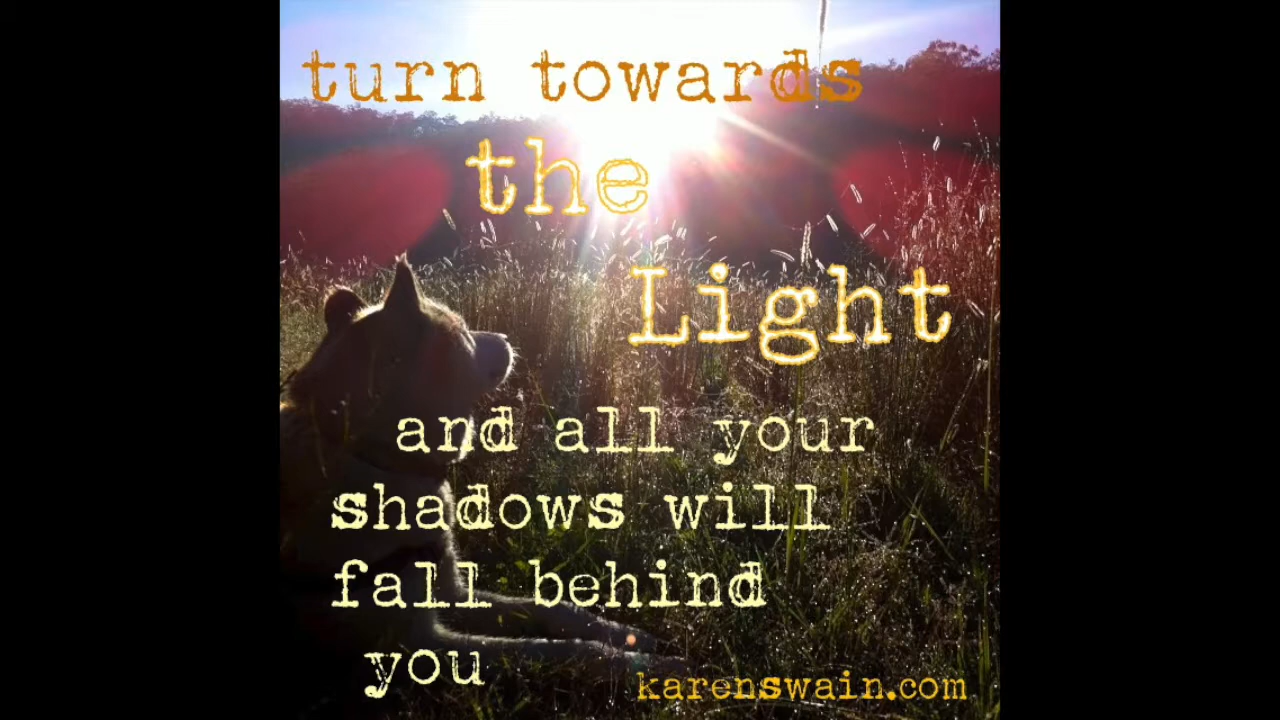 turn towards
the
Light
and all your
shadows will
fall behind
you
karenswain.com